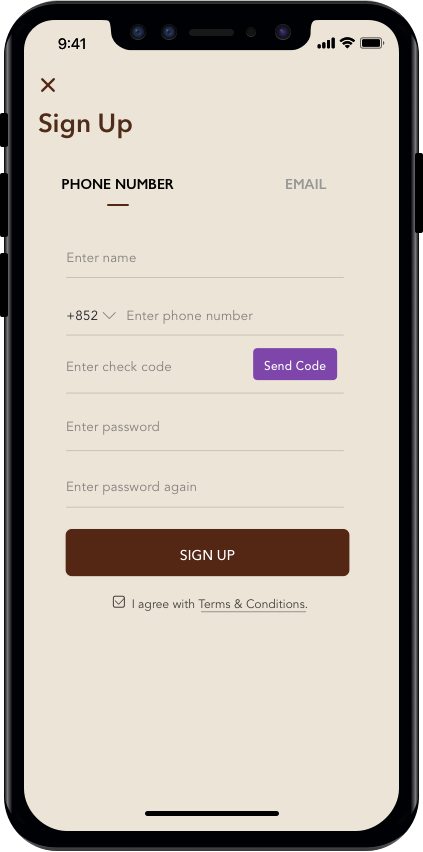 9:41
Sign Up
PHONE NUMBER EMAIL
Enter name
+852 Enter phone number
Enter check code Send Code
Enter password
Enter password again
SIGN UP
I agree with Terms & Conditions.